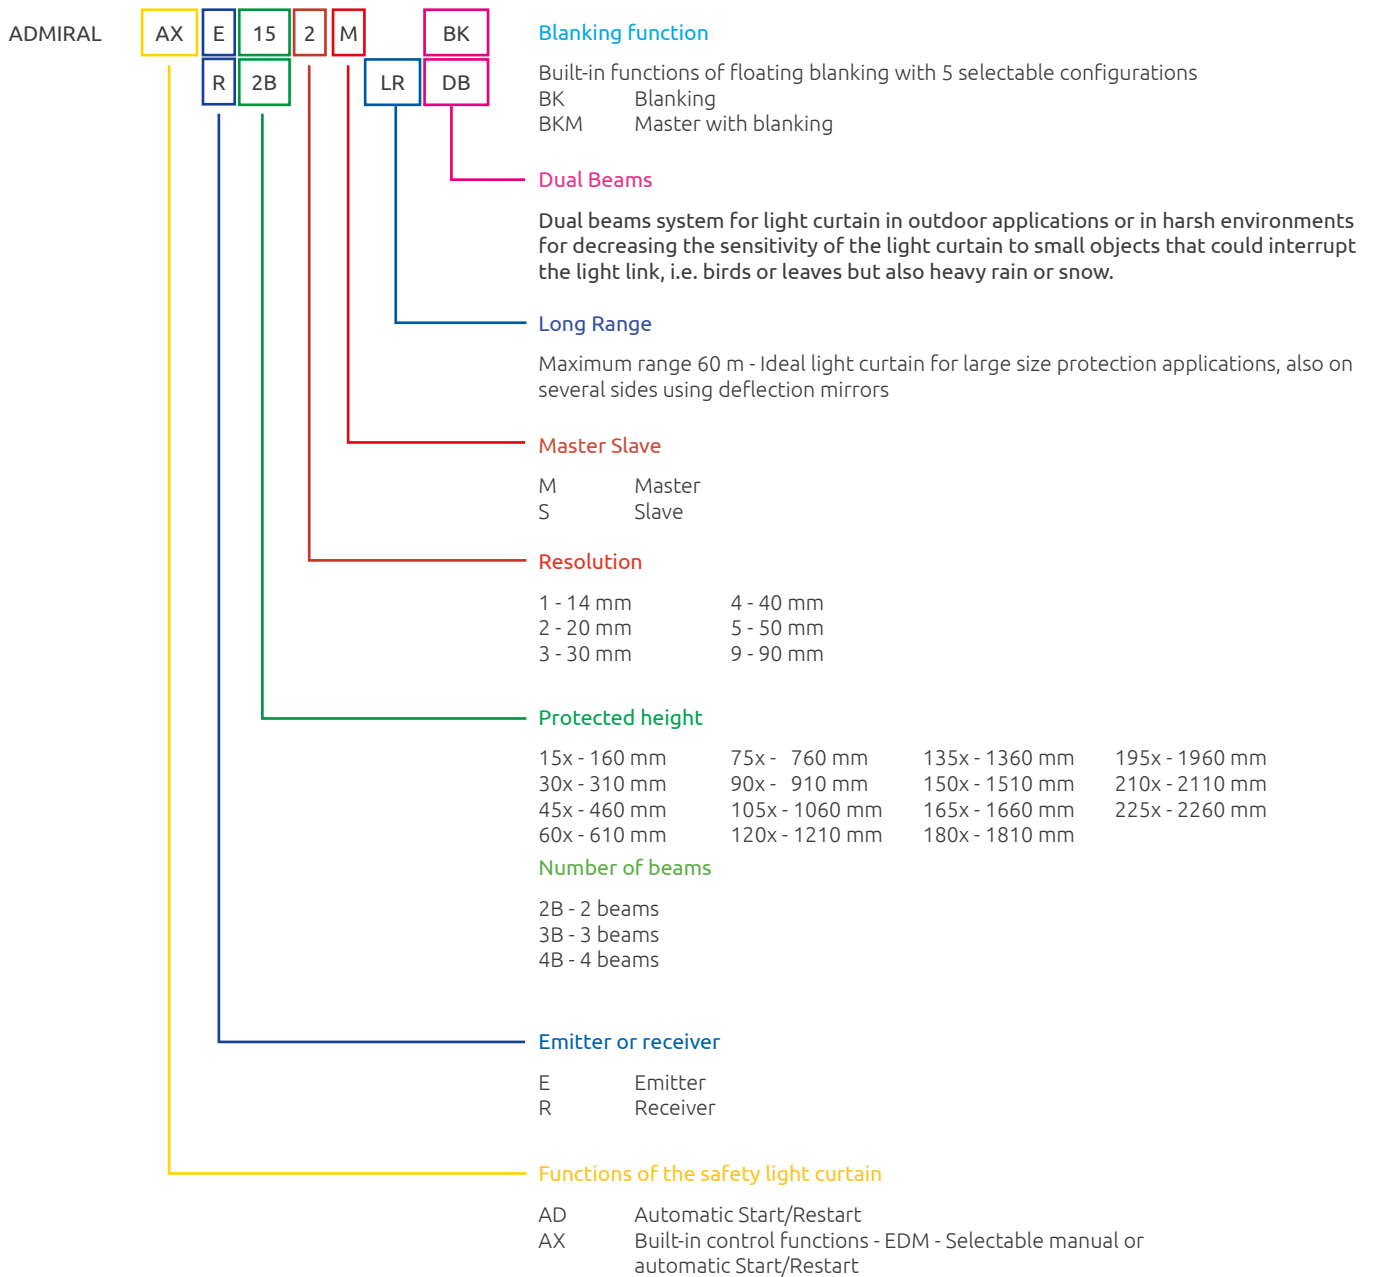 ADMIRAL AX E 15 2 M BK
R 2B LR DB
Blanking function
Built-in functions of floating blanking with 5 selectable configurations
BK Blanking
BKM Master with blanking
Dual Beams
Dual beams system for light curtain in outdoor applications or in harsh environments
for decreasing the sensitivity of the light curtain to small objects that could interrupt
the light link, i.e. birds or leaves but also heavy rain or snow.
Long Range
Maximum range 60 m - Ideal light curtain for large size protection applications, also on
several sides using deflection mirrors
Master Slave
M Master
S Slave
Resolution
1 - 14 mm 4 - 40 mm
2 - 20 mm 5 - 50 mm
3 - 30 mm 9 - 90 mm
Protected height
15x - 160 mm 75x - 760 mm 135x - 1360 mm 195x - 1960 mm
30x - 310 mm 90x - 910 mm 150x - 1510 mm 210x - 2110 mm
45x - 460 mm 105x - 1060 mm 165x - 1660 mm 225x - 2260 mm
60x - 610 mm 120x - 1210 mm 180x - 1810 mm
Number of beams
2B - 2 beams
3B - 3 beams
4B - 4 beams
Emitter or receiver
E Emitter
R Receiver
Functions of the safety light curtain
AD Automatic Start/Restart
AX Built-in control functions - EDM - Selectable manual or
automatic Start/Restart